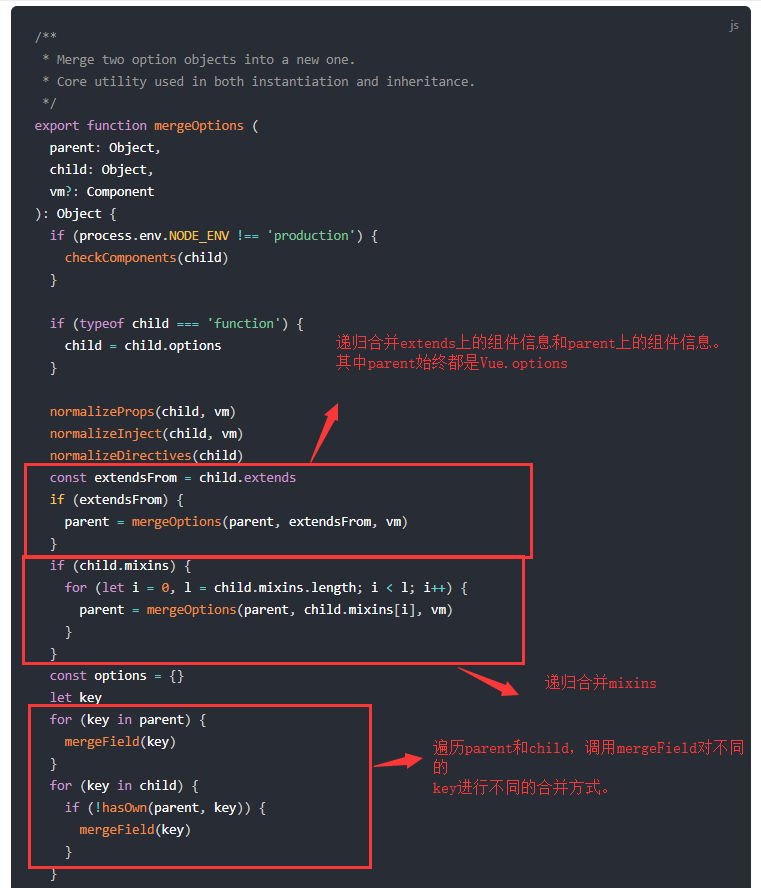 js
/**
 * Merge two option objects into a new one.
 * Core utility used in both instantiation and inheritance.
 */
export function mergeOptions (
  parent: Object,
  child: Object,
  vm?: Component
): Object {
  if (process.env.NODE_ENV !== 'production') {
    checkComponents(child)
  }

  if (typeof child === 'function') {
    child = child.options
  }
递归合并extends上的组件信息和parent上的组件信息。
其中parent始终都是Vue.options

  normalizeProps(child, vm)
  normalizeInject(child, vm)
  normalizeDirectives(child)
  const extendsFrom = child.extends
  if (extendsFrom) {
    parent = mergeOptions(parent, extendsFrom, vm)
  }
  if (child.mixins) {
    for (let i = 0, l = child.mixins.length; i < l; i++) {
      parent = mergeOptions(parent, child.mixins[i], vm)
    }
  }
  const options = {}
递归合并mixins
  let key
  for (key in parent) {
    mergeField(key)
  }
遍历parent和child，调用mergeField对不同
的
key进行不同的合并方式。
  for (key in child) {
    if (!hasOwn(parent, key)) {
      mergeField(key)
    }
  }